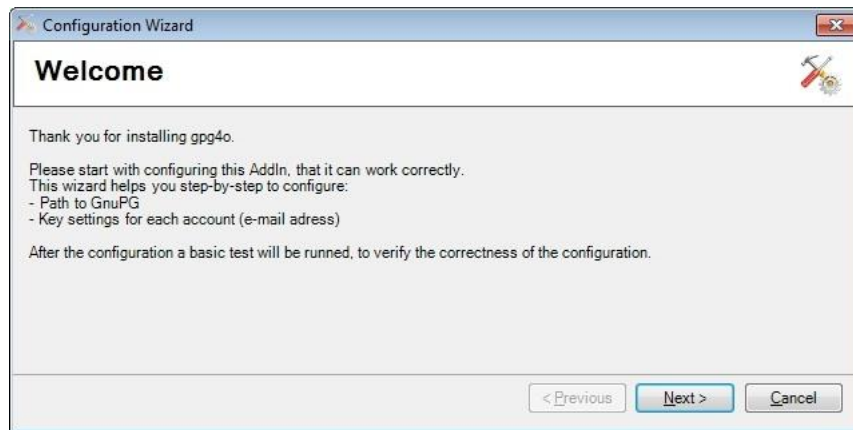 Configuration Wizard
Welcome
Thank you for installing gpg4o.
Please start with configuring this AddIn, that it can work correctly.
This wizard helps you step-by-step to configure:
- Path to GnuPG
- Key settings for each account (e-mail adress)
After the configuration a basic test will be runned, to verify the correctness of the configuration.
< Previous Next > Cancel